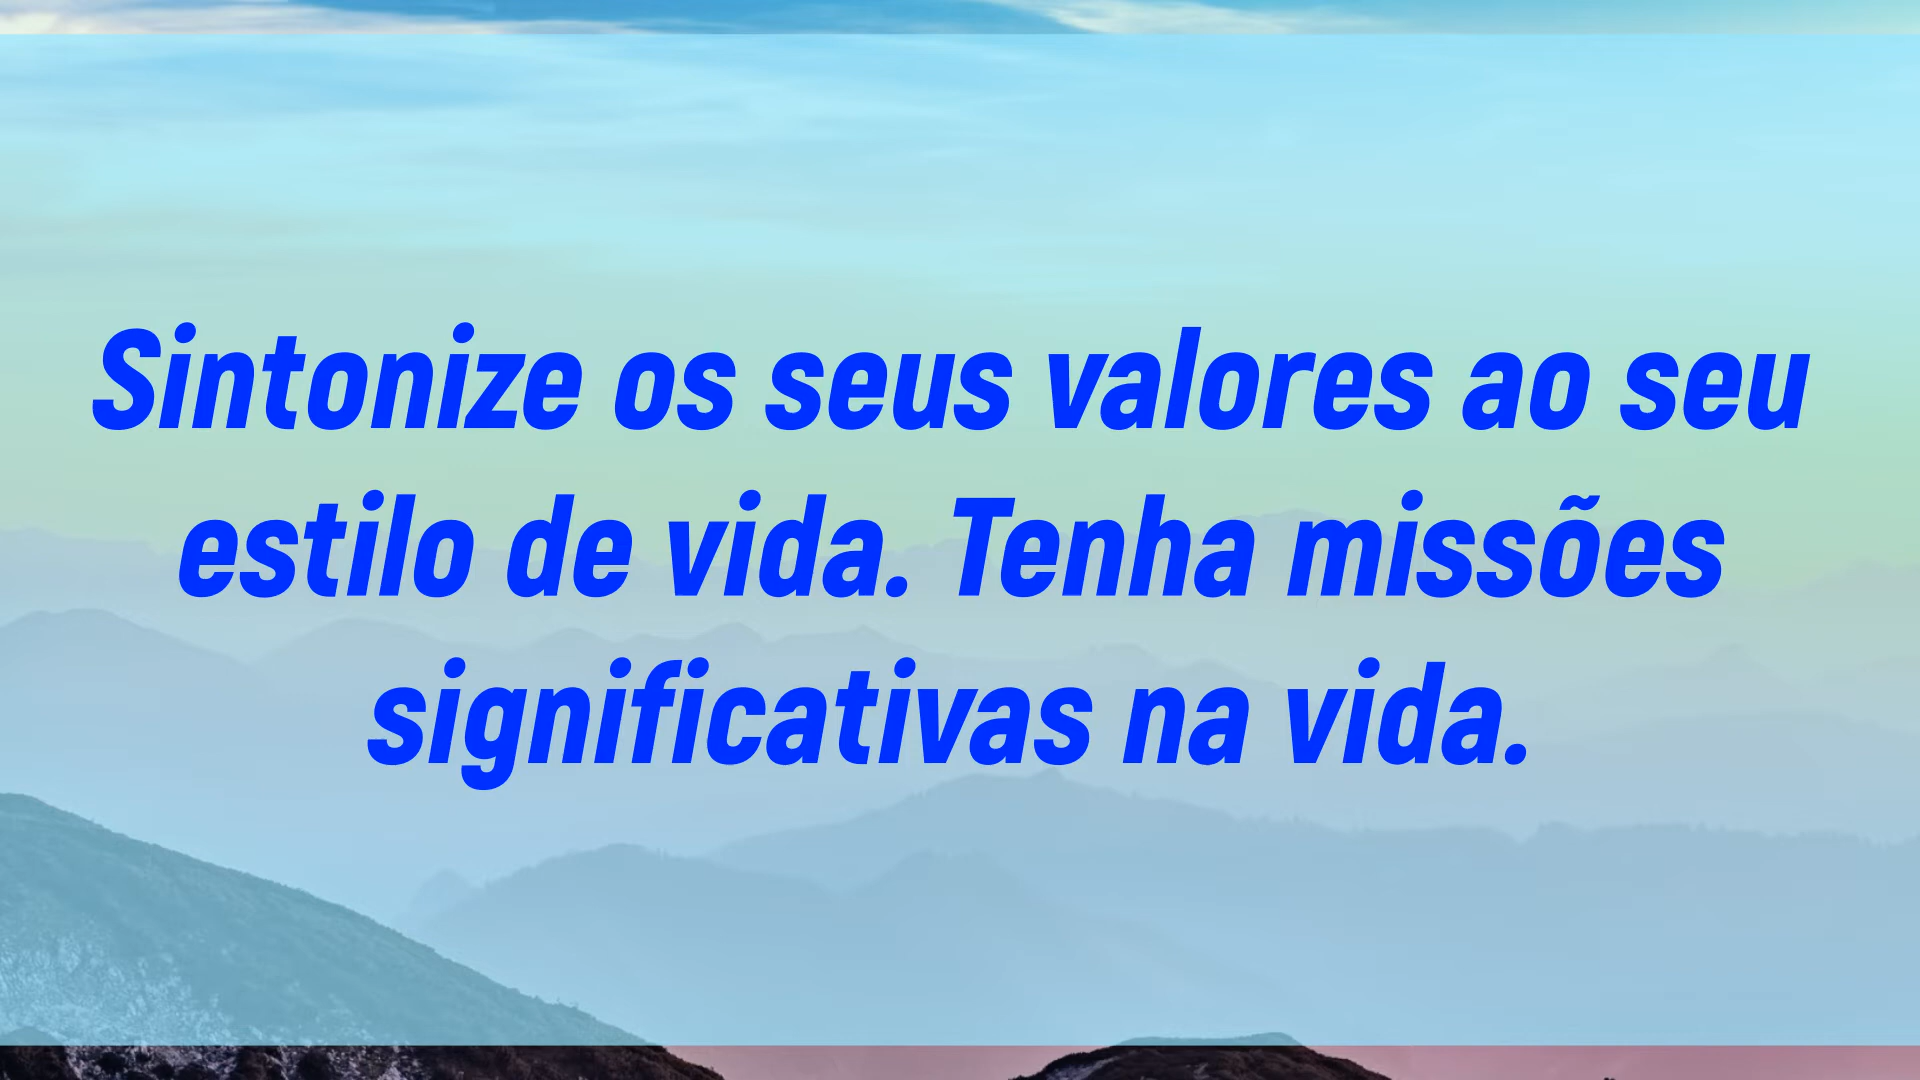 Sintonize os seus valores ao seu
estilo de vida. Tenha missões
significativas na vida.